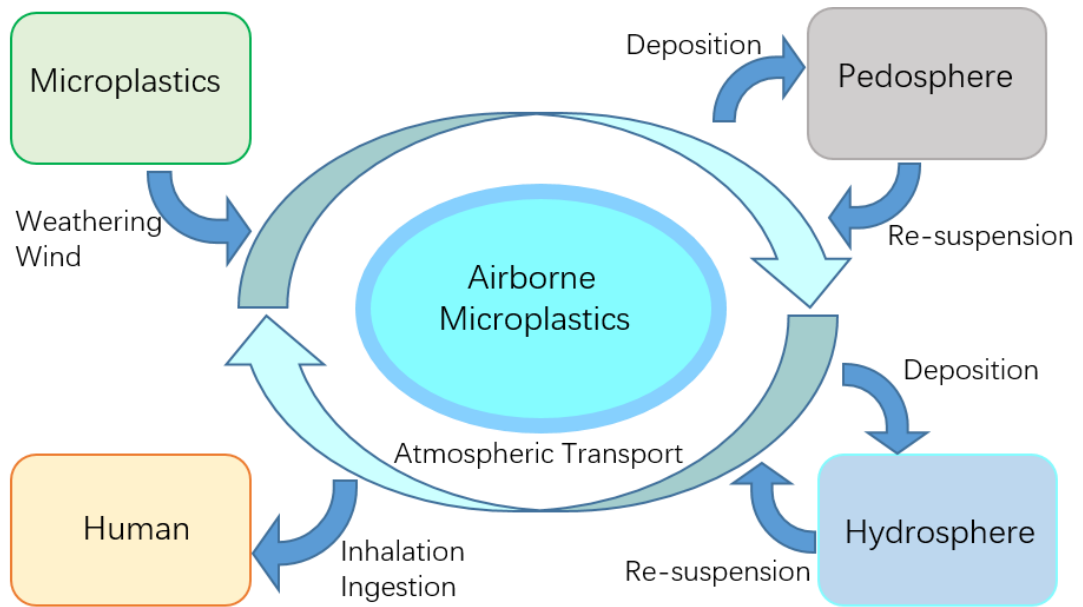 Microplastics
Deposition
Pedosphere
Weathering
Wind
Re-suspension
Airborne
Microplastics
Deposition
Atmospheric Transport
Human
Inhalation
Ingestion
Hydrosphere
Re-suspension